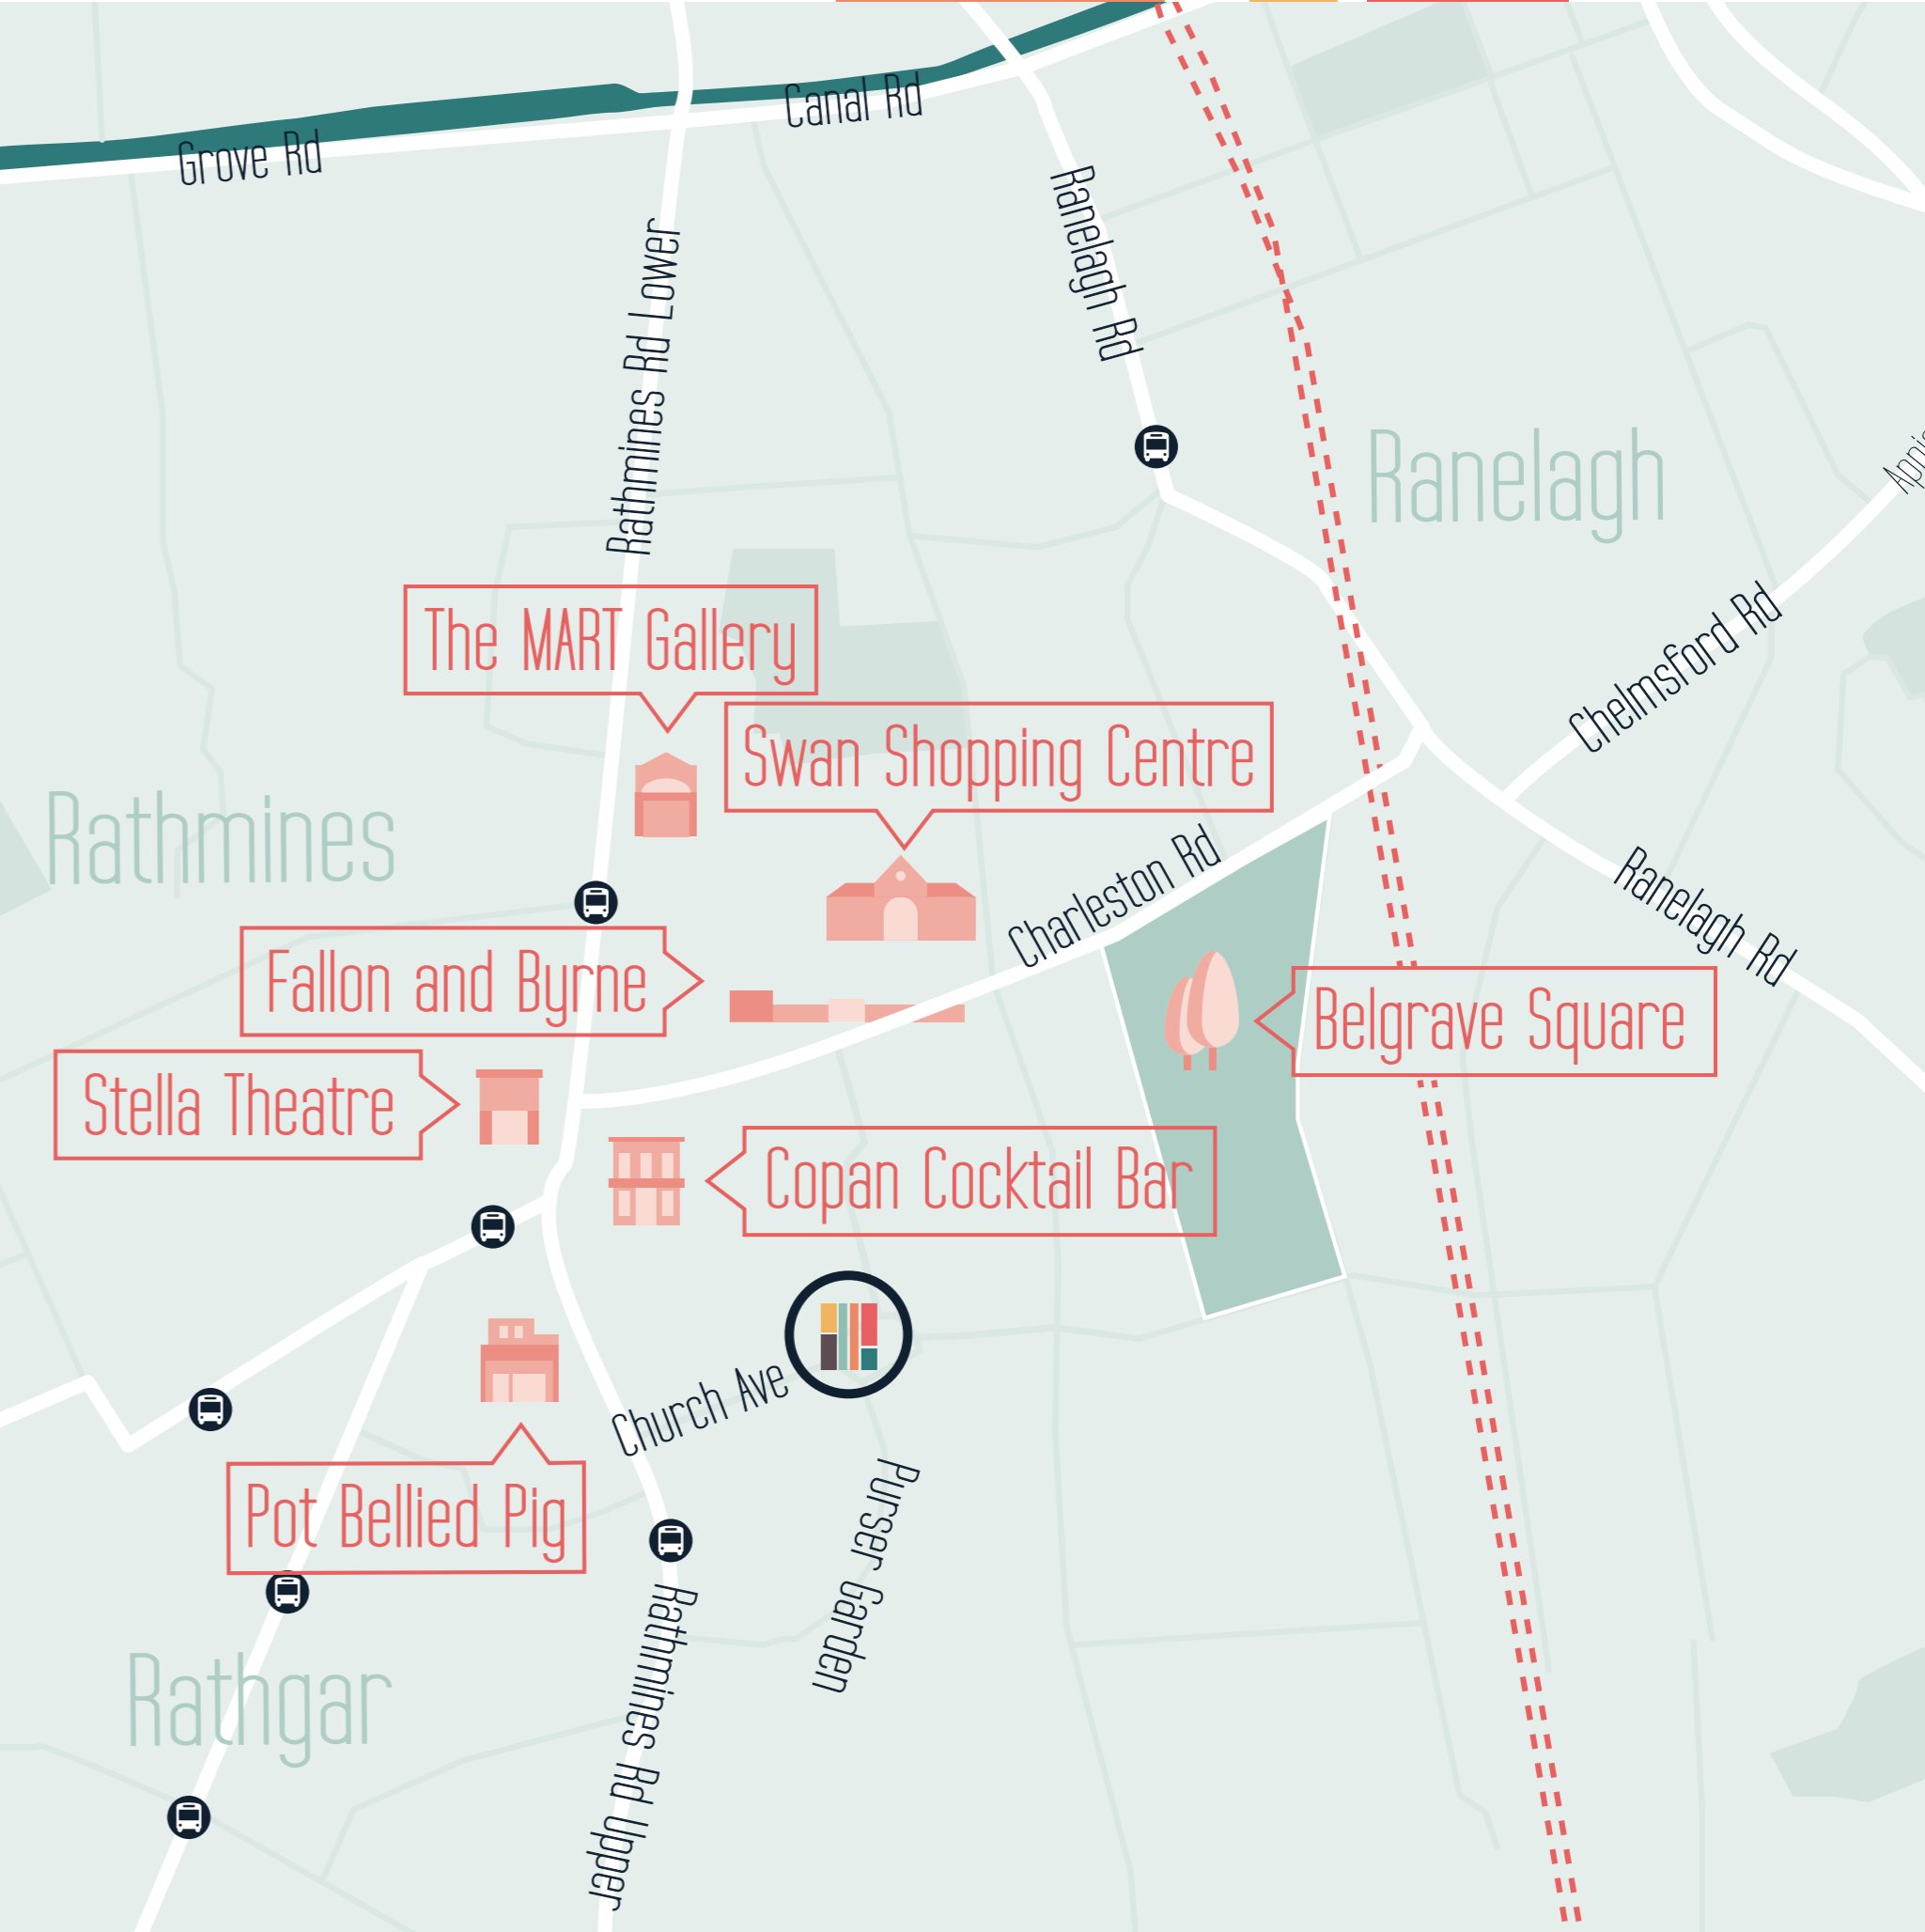 Canal Rd
Grove Rd
Ranelagh Rd
Rathmines Rd Lower
Ranelagh
Chelmsford Rd
The MART Gallery
Swan Shopping Centre
Rathmines
Charleston Rd
Ranelagh Rd
Fallon and Byrne
Belgrave Square
Stella Theatre
Copan Cocktail Bar
Church Ave
Pot Bellied Pig
Purser Garden
Rathgar
Rathmines Rd Upper